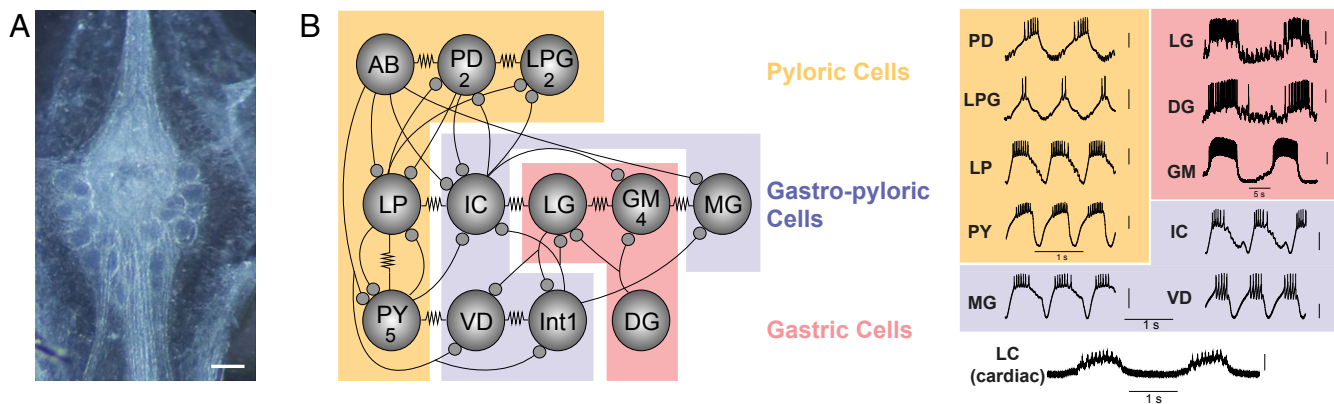 A
B
AB
PD
2
LPG
2
Pyloric Cells
LP
IC
LG
GM
4
MG
Gastro-pyloric
Cells
PY
5
VD
Int1
DG
Gastric Cells
PD
LPG
LP
PY
1 s
LG
DG
GM
5 s
IC
MG
1 s
VD
LC
(cardiac)
1 s